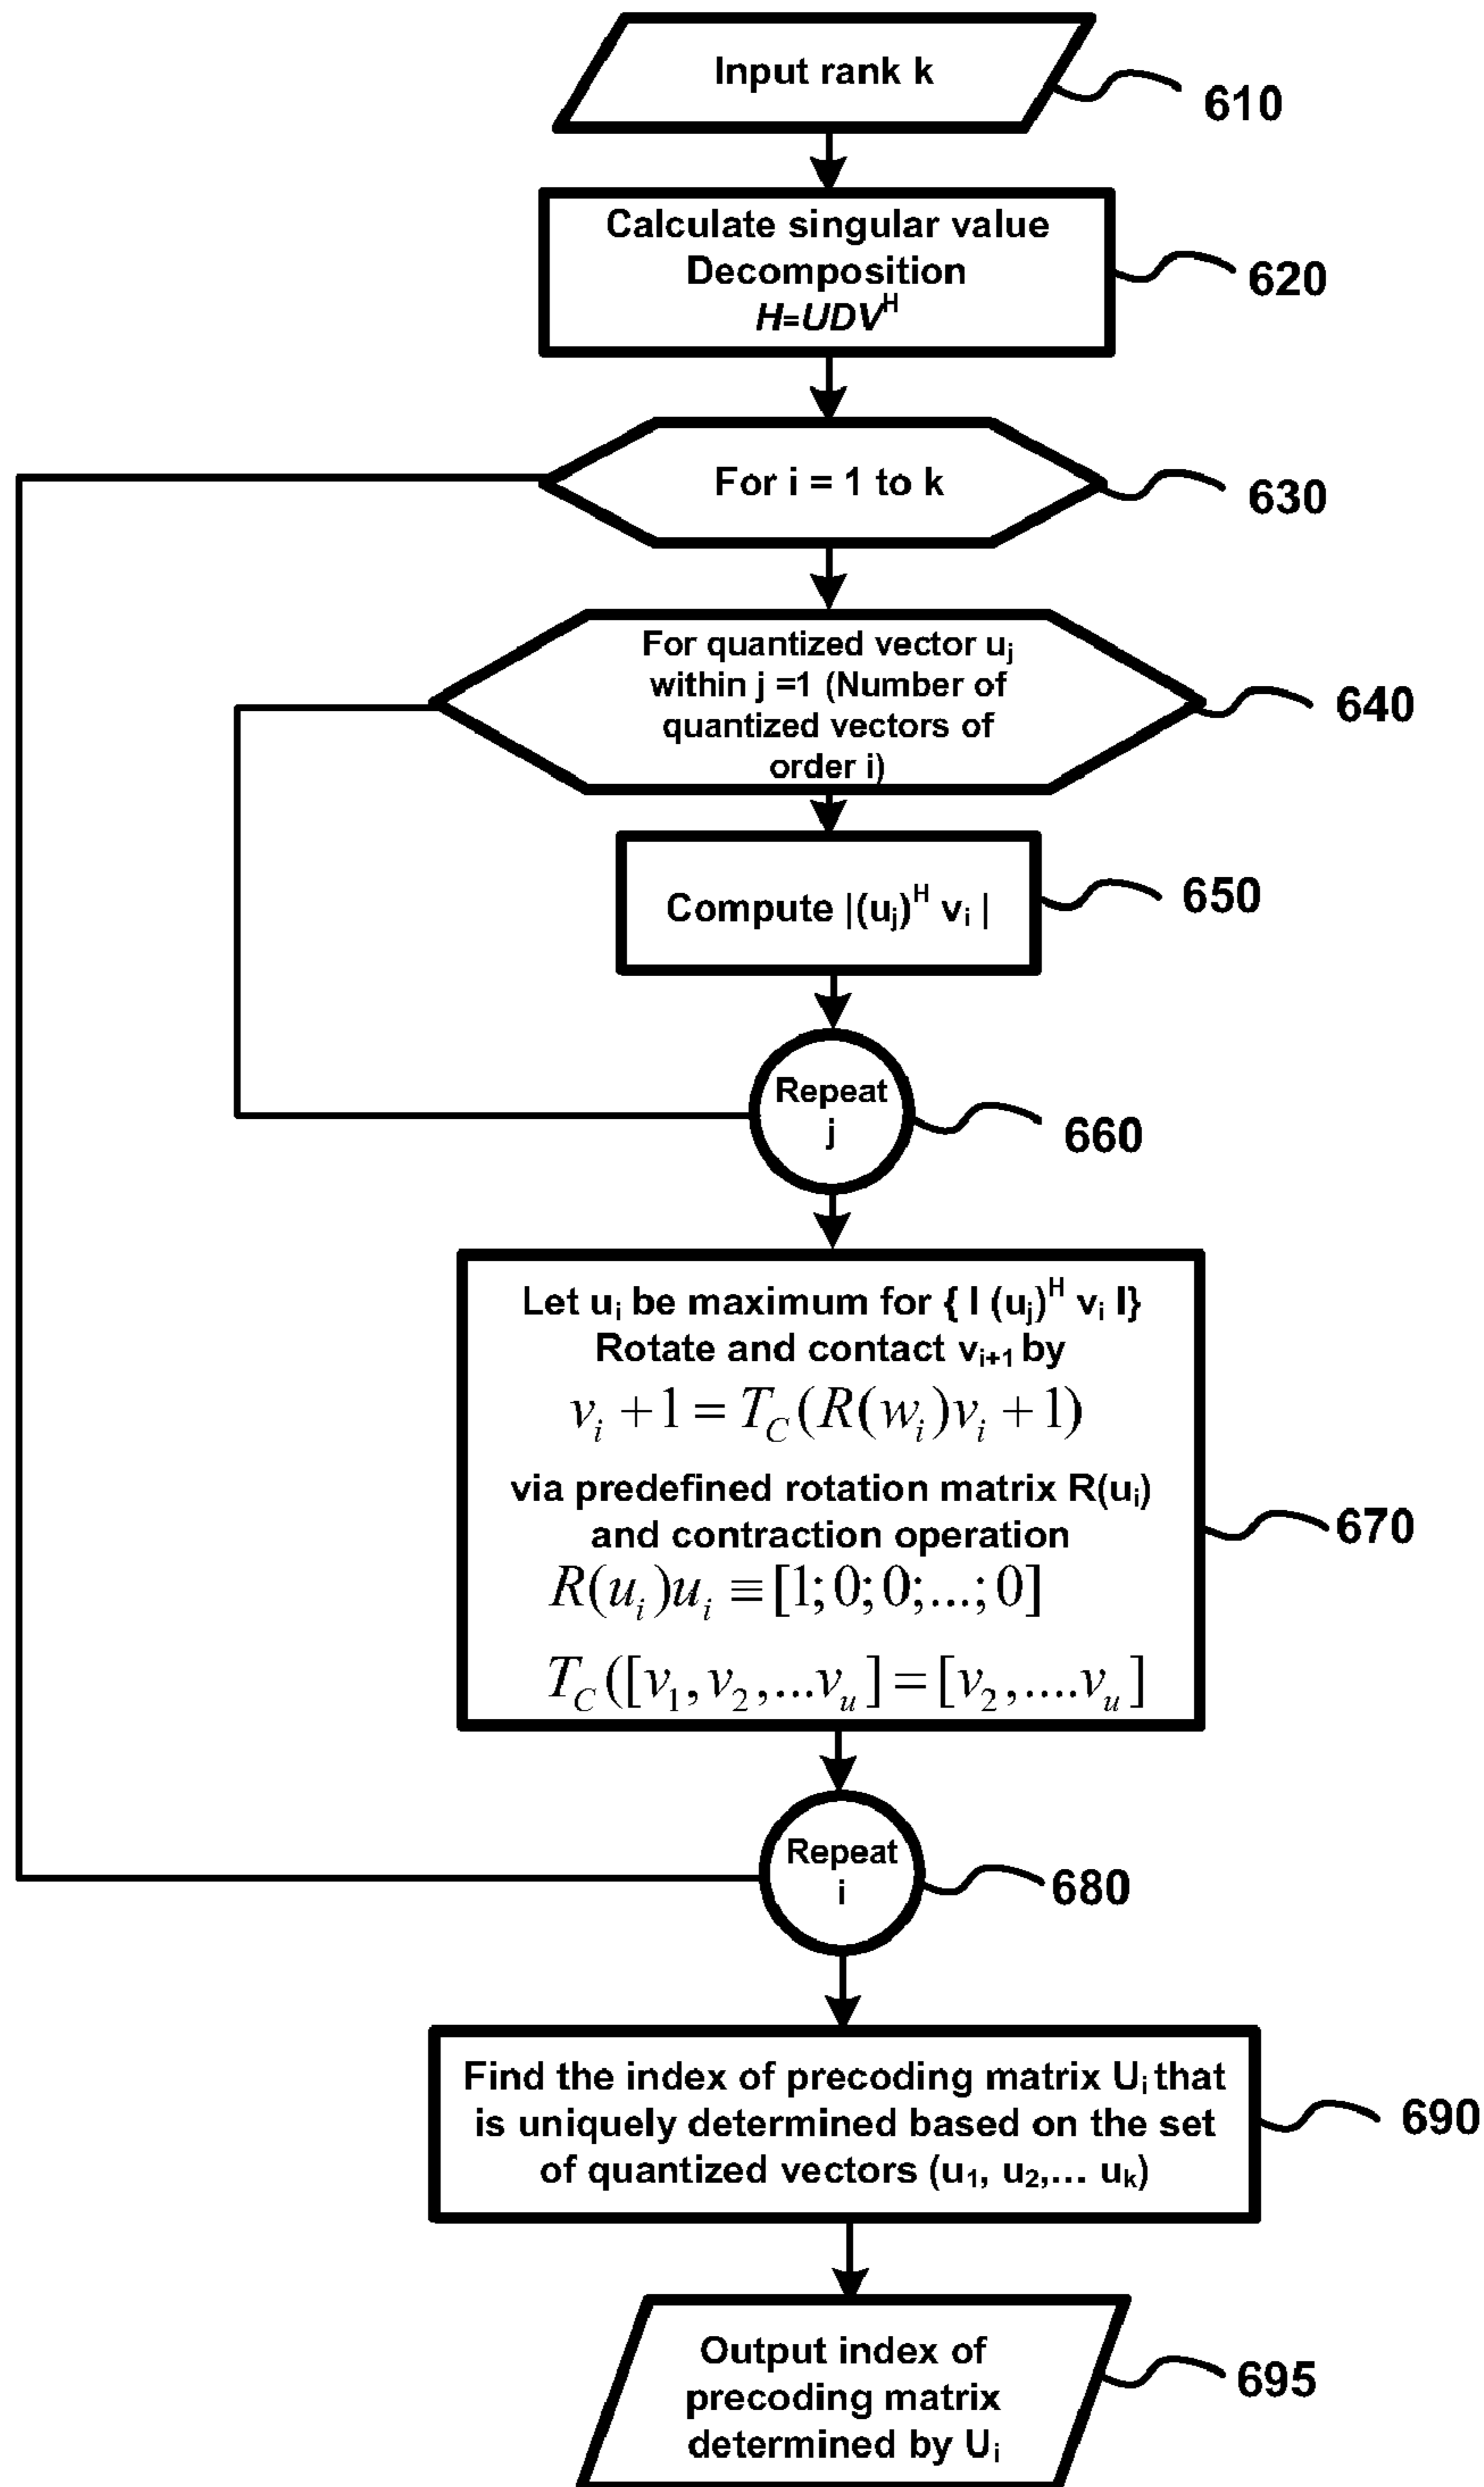 Input rank k
610
Calculate singular value
Decomposition
H=UDV^H
620
For i = 1 to k
630
For quantized vector u_j
within j =1 (Number of
quantized vectors of
order i)
640
Compute |(u_j)^H v_i |
650
Repeat
j
660
Let u_i be maximum for { I (u_j)^H v_i I}
Rotate and contact v_{i+1} by
v_i + 1 = T_C(R(w_i)v_i + 1)
via predefined rotation matrix R(u_i)
and contraction operation
R(u_i)u_i ≡ [1;0;0;...;0]
T_C([v_1, v_2,...v_u] = [v_2,....v_u]
670
Repeat
i
680
Find the index of precoding matrix U_i that
is uniquely determined based on the set
of quantized vectors (u_1, u_2,... u_k)
690
Output index of
precoding matrix
determined by U_i
695